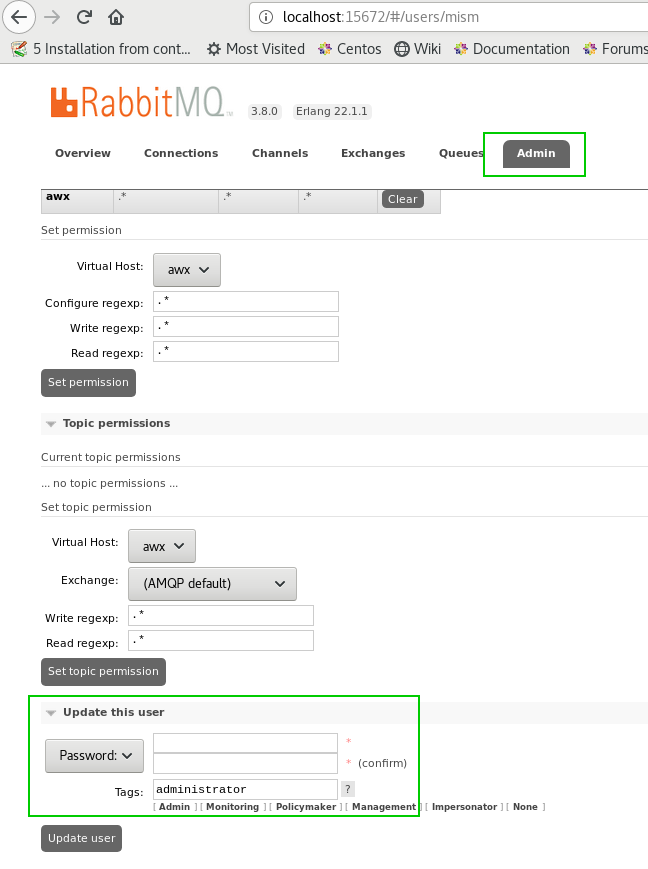 localhost:15672/#/users/mism
5 Installation from cont... Most Visited Centos Wiki Documentation Forums
RabbitMQ TM 3.8.0 Erlang 22.1.1
Overview Connections Channels Exchanges Queues Admin
awx .* .* .* Clear
Set permission
Virtual Host: awx
Configure regexp: .*
Write regexp: .*
Read regexp: .*
Set permission
Topic permissions
Current topic permissions
... no topic permissions ...
Set topic permission
Virtual Host: awx
Exchange: (AMQP default)
Write regexp: .*
Read regexp: .*
Set topic permission
Update this user
Password: *
* (confirm)
Tags: administrator ?
[ Admin ] [ Monitoring ] [ Policymaker ] [ Management ] [ Impersonator ] [ None ]
Update user